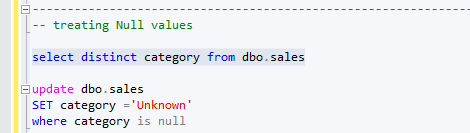 -----------------------------------------------------------------
-- treating Null values
select distinct category from dbo.sales
update dbo.sales
SET category ='Unknown'
where category is null